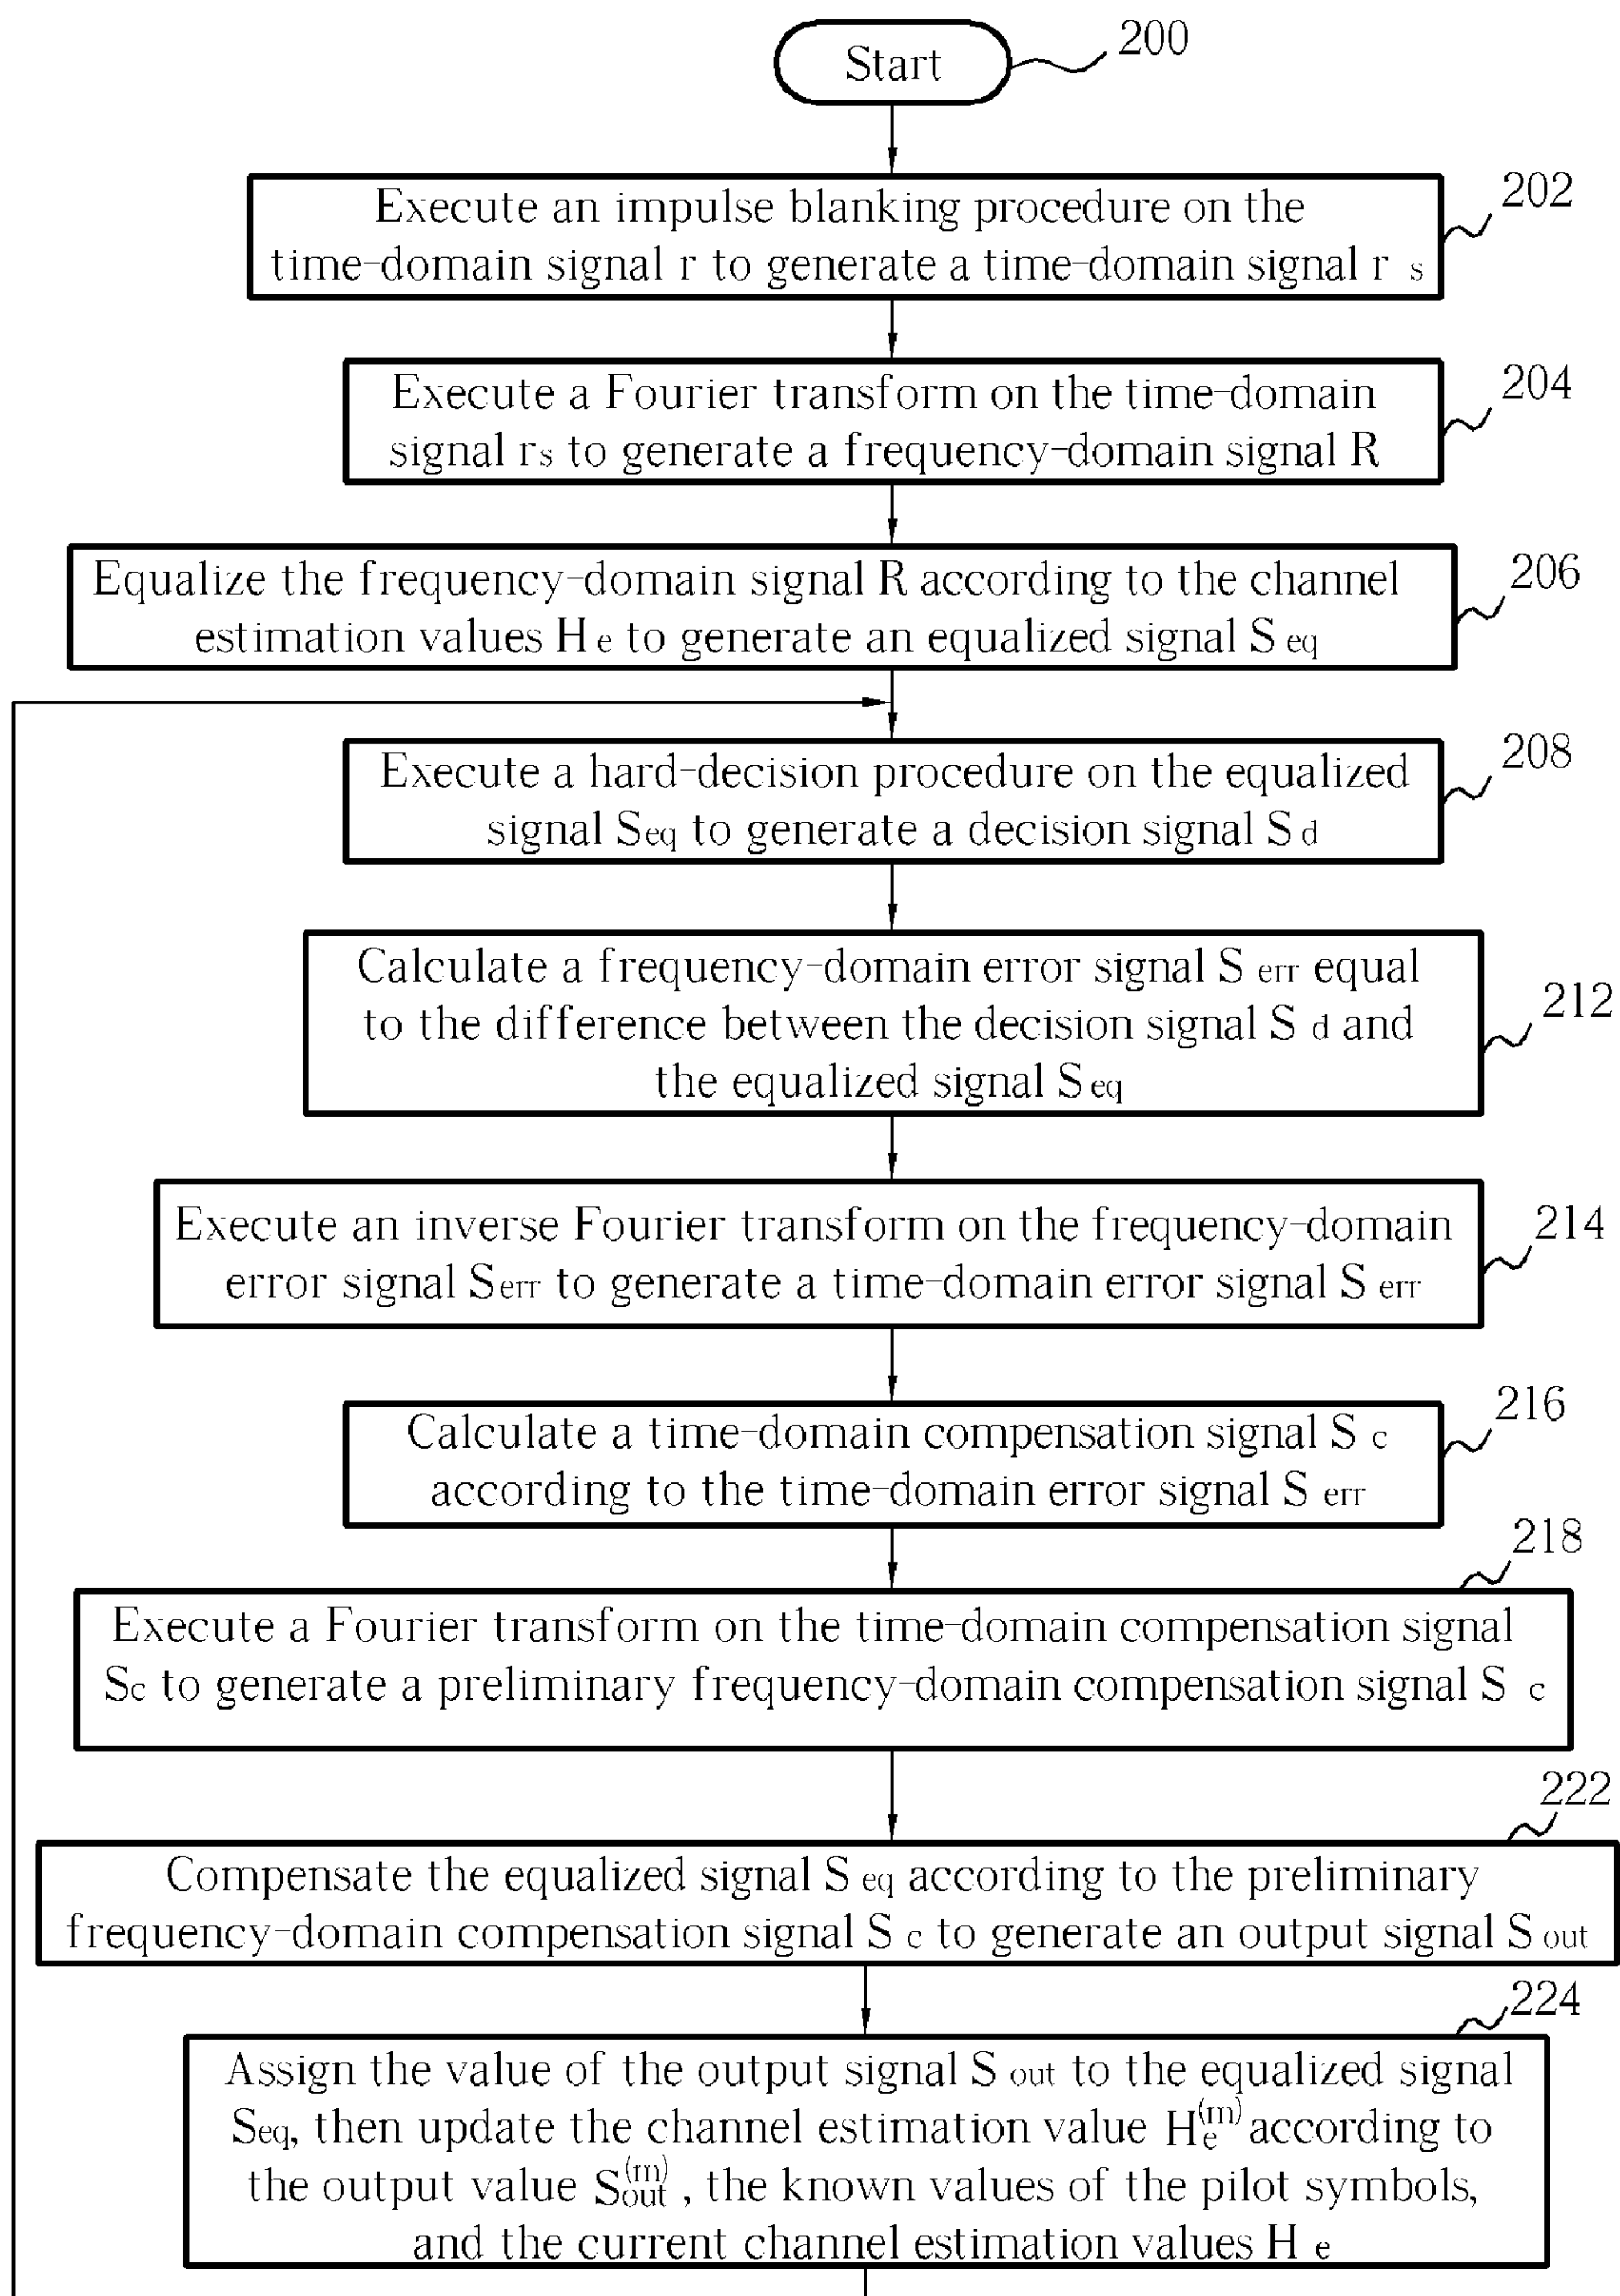 Start
200
Execute an impulse blanking procedure on the
time-domain signal r to generate a time-domain signal r s
202
Execute a Fourier transform on the time-domain
signal rs to generate a frequency-domain signal R
204
Equalize the frequency-domain signal R according to the channel
estimation values H e to generate an equalized signal S eq
206
Execute a hard-decision procedure on the equalized
signal Seq to generate a decision signal S d
208
Calculate a frequency-domain error signal S err equal
to the difference between the decision signal S d and
the equalized signal S eq
212
Execute an inverse Fourier transform on the frequency-domain
error signal Serr to generate a time-domain error signal S err
214
Calculate a time-domain compensation signal S c
according to the time-domain error signal S err
216
Execute a Fourier transform on the time-domain compensation signal
Sc to generate a preliminary frequency-domain compensation signal S c
218
Compensate the equalized signal S eq according to the preliminary
frequency-domain compensation signal S c to generate an output signal S out
222
Assign the value of the output signal S out to the equalized signal
Seq, then update the channel estimation value H e (m) according to
the output value S out (m), the known values of the pilot symbols,
and the current channel estimation values H e
224